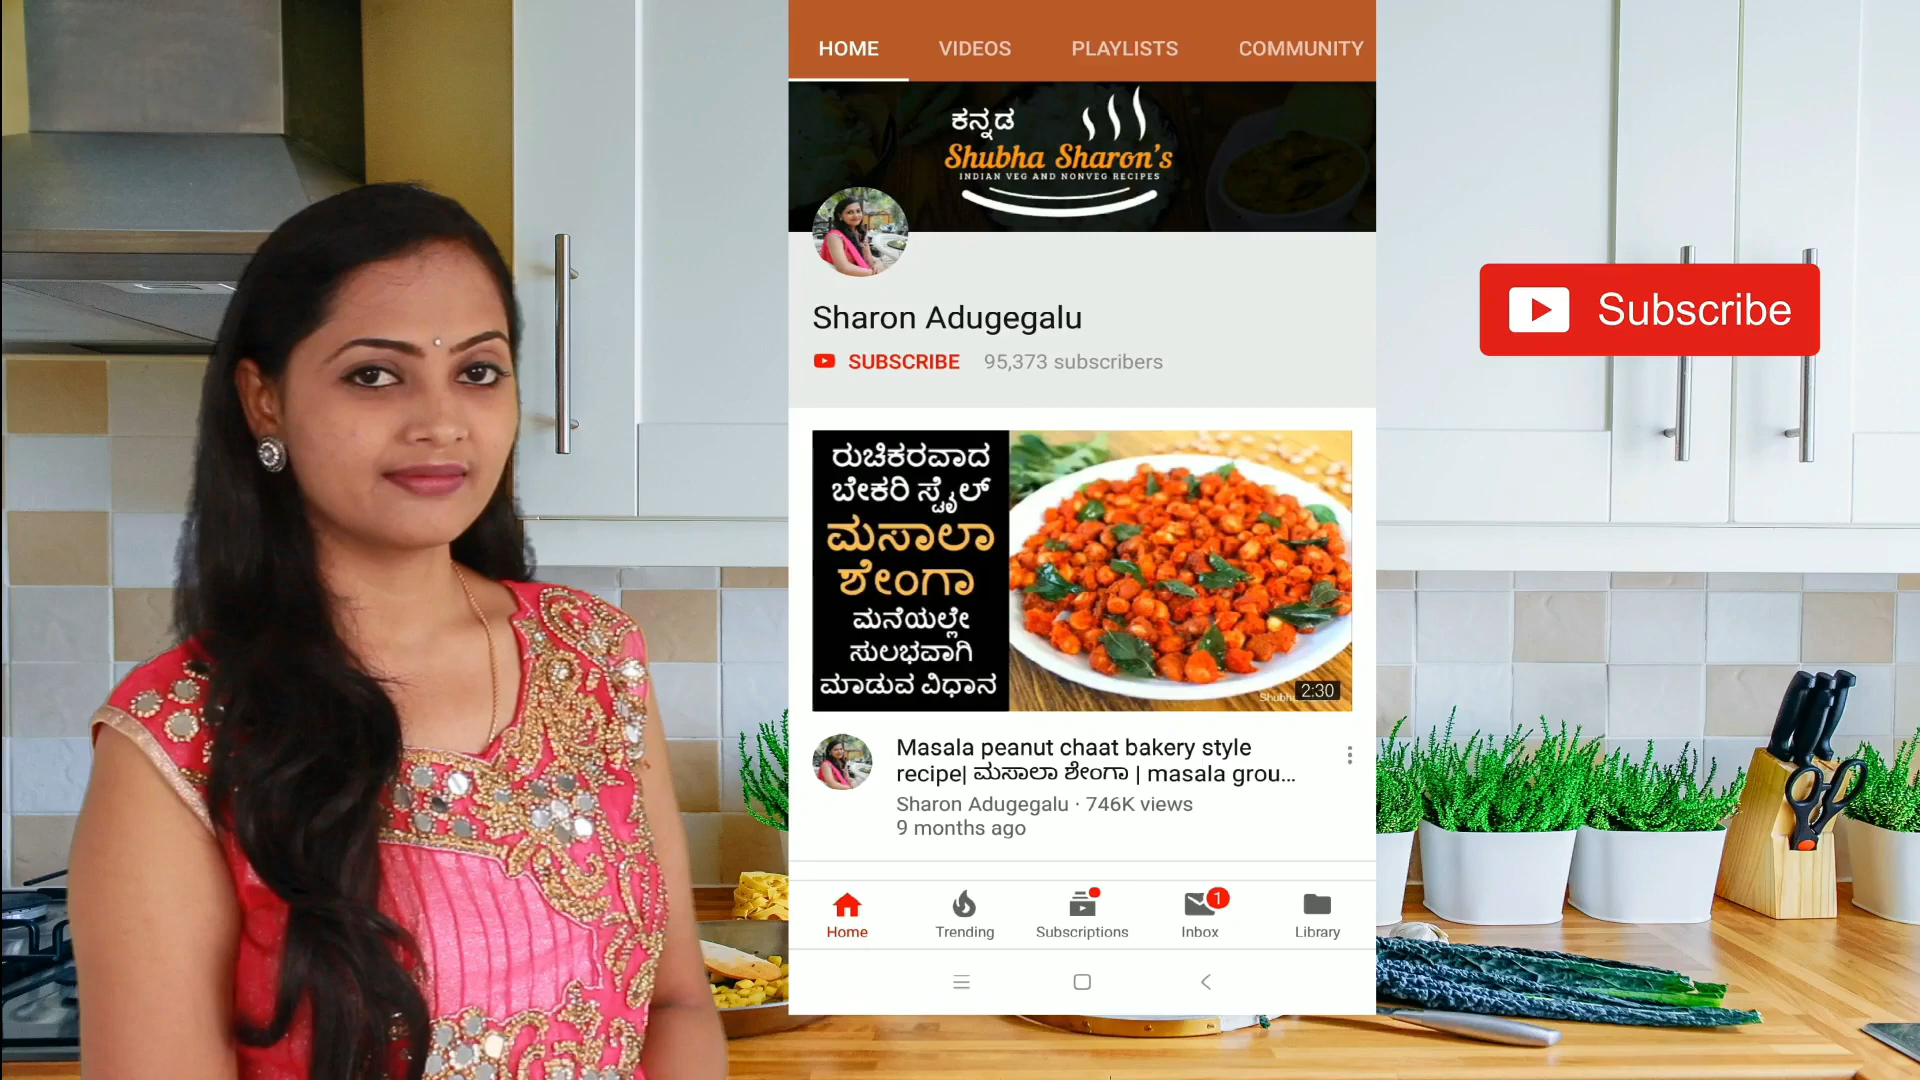 HOME VIDEOS PLAYLISTS COMMUNITY
ಕನ್ನಡ
Shubha Sharon's
INDIAN VEG AND NONVEG RECIPES
Sharon Adugegalu
SUBSCRIBE 95,373 subscribers
Subscribe
ರುಚಿಕರವಾದ
ಬೇಕರಿ ಸ್ಟೈಲ್
ಮಸಾಲಾ
ಶೇಂಗಾ
ಮನೆಯಲ್ಲೇ
ಸುಲಭವಾಗಿ
ಮಾಡುವ ವಿಧಾನ
2:30
Masala peanut chaat bakery style
recipe| ಮಸಾಲಾ ಶೇಂಗಾ | masala grou...
Sharon Adugegalu · 746K views
9 months ago
1
Home Trending Subscriptions Inbox Library